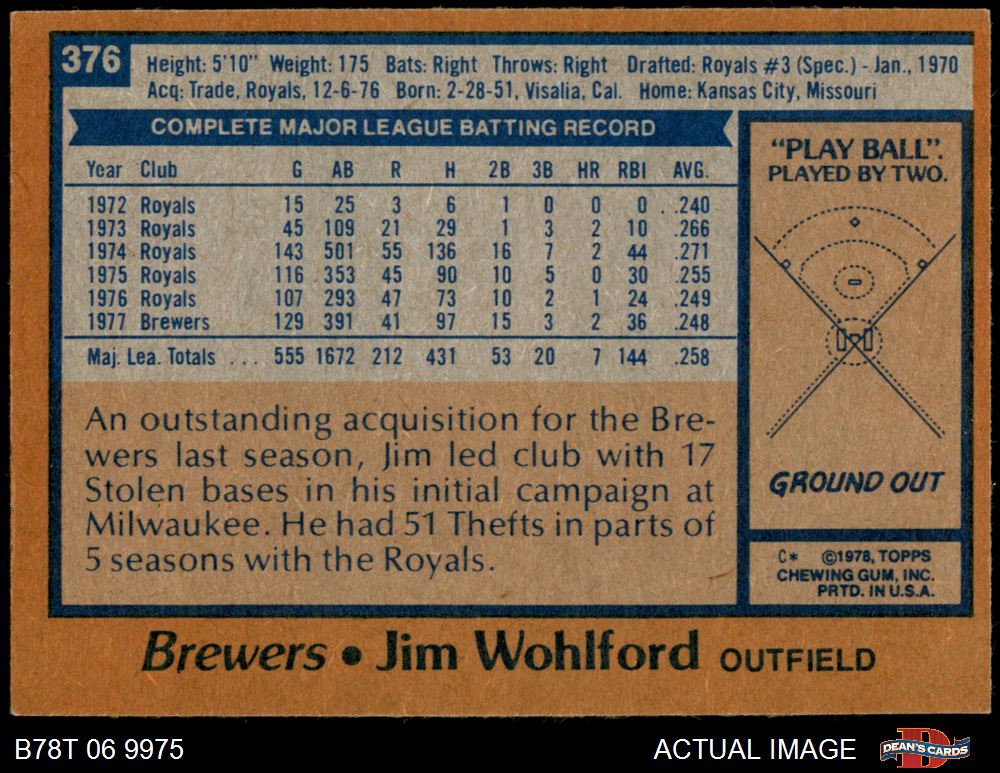 376
Height: 5'10" Weight: 175 Bats: Right Throws: Right Drafted: Royals #3 (Spec.) - Jan., 1970
Acq: Trade, Royals, 12-6-76 Born: 2-28-51, Visalia, Cal. Home: Kansas City, Missouri
COMPLETE MAJOR LEAGUE BATTING RECORD
Year Club G AB R H 2B 3B HR RBI AVG.
1972 Royals 15 25 3 6 1 0 0 0 .240
1973 Royals 45 109 21 29 1 3 2 10 .266
1974 Royals 143 501 55 136 16 7 2 44 .271
1975 Royals 116 353 45 90 10 5 0 30 .255
1976 Royals 107 293 47 73 10 2 1 24 .249
1977 Brewers 129 391 41 97 15 3 2 36 .248
Maj. Lea. Totals ... 555 1672 212 431 53 20 7 144 .258
An outstanding acquisition for the Bre-
wers last season, Jim led club with 17
Stolen bases in his initial campaign at
Milwaukee. He had 51 Thefts in parts of
5 seasons with the Royals.
"PLAY BALL".
PLAYED BY TWO.
GROUND OUT
C* ©1978, TOPPS
CHEWING GUM, INC.
PRTD. IN U.S.A.
Brewers • Jim Wohlford OUTFIELD
B78T 06 9975
ACTUAL IMAGE
DEAN'S CARDS